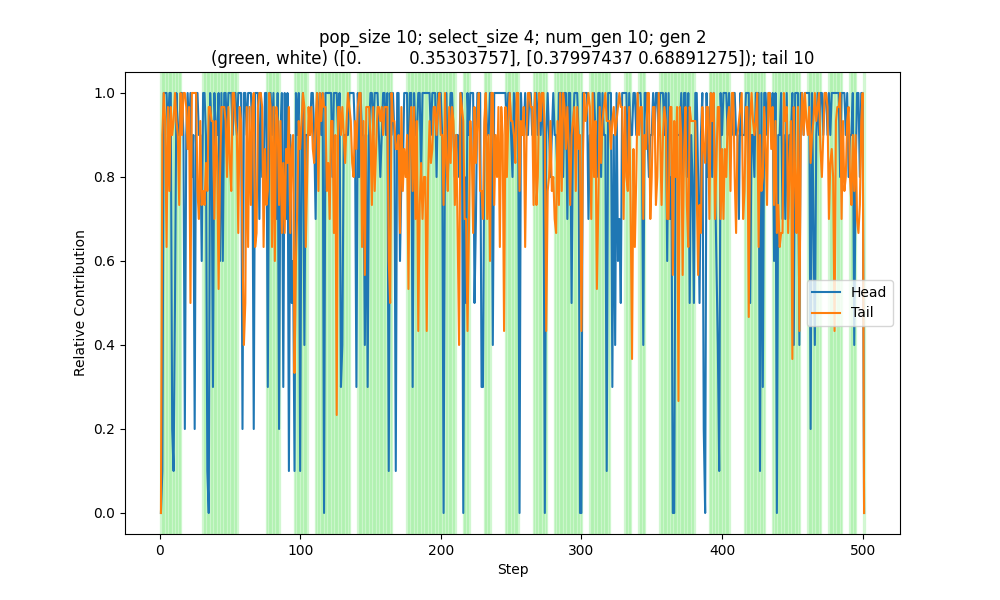 pop_size 10; select_size 4; num_gen 10; gen 2
(green, white) ([0.         0.35303757], [0.37997437 0.68891275]); tail 10
1.0
0.8
0.6
0.4
0.2
0.0
Relative Contribution
Head
Tail
0
100
200
300
400
500
Step